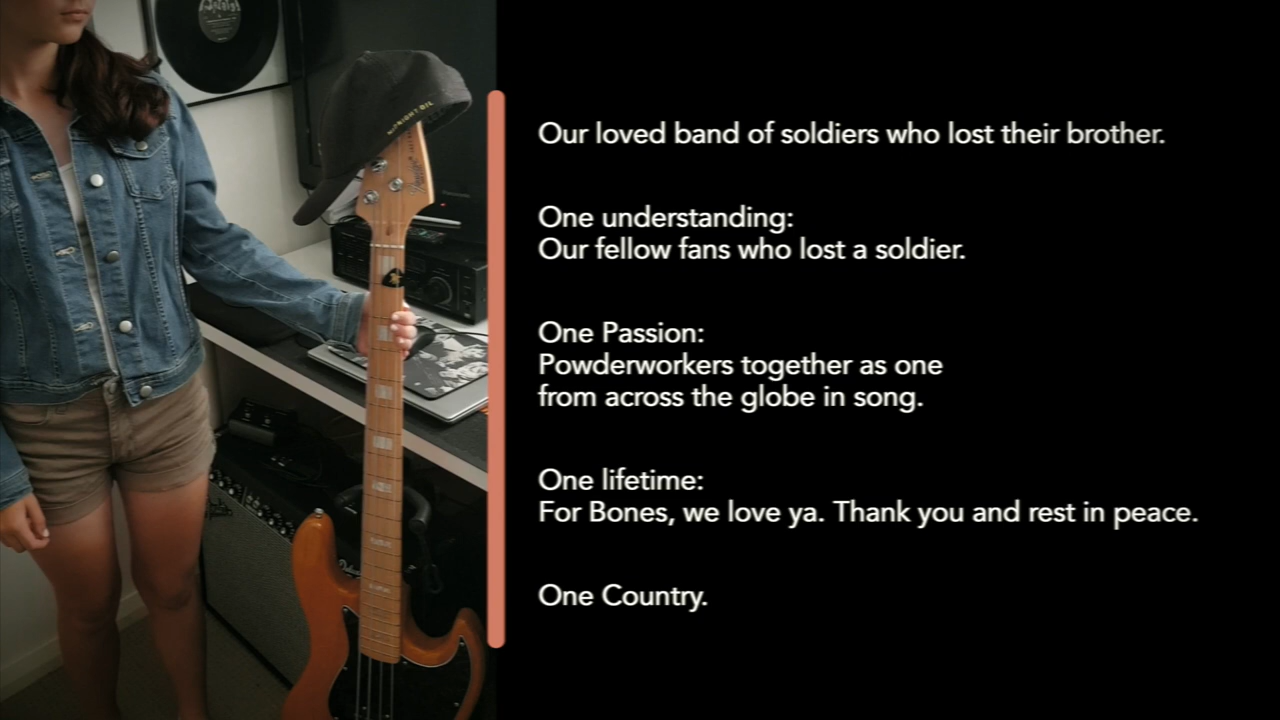 MIDNIGHT OIL
Our loved band of soldiers who lost their brother.
One understanding:
Our fellow fans who lost a soldier.
One Passion:
Powderworkers together as one
from across the globe in song.
One lifetime:
For Bones, we love ya. Thank you and rest in peace.
One Country.